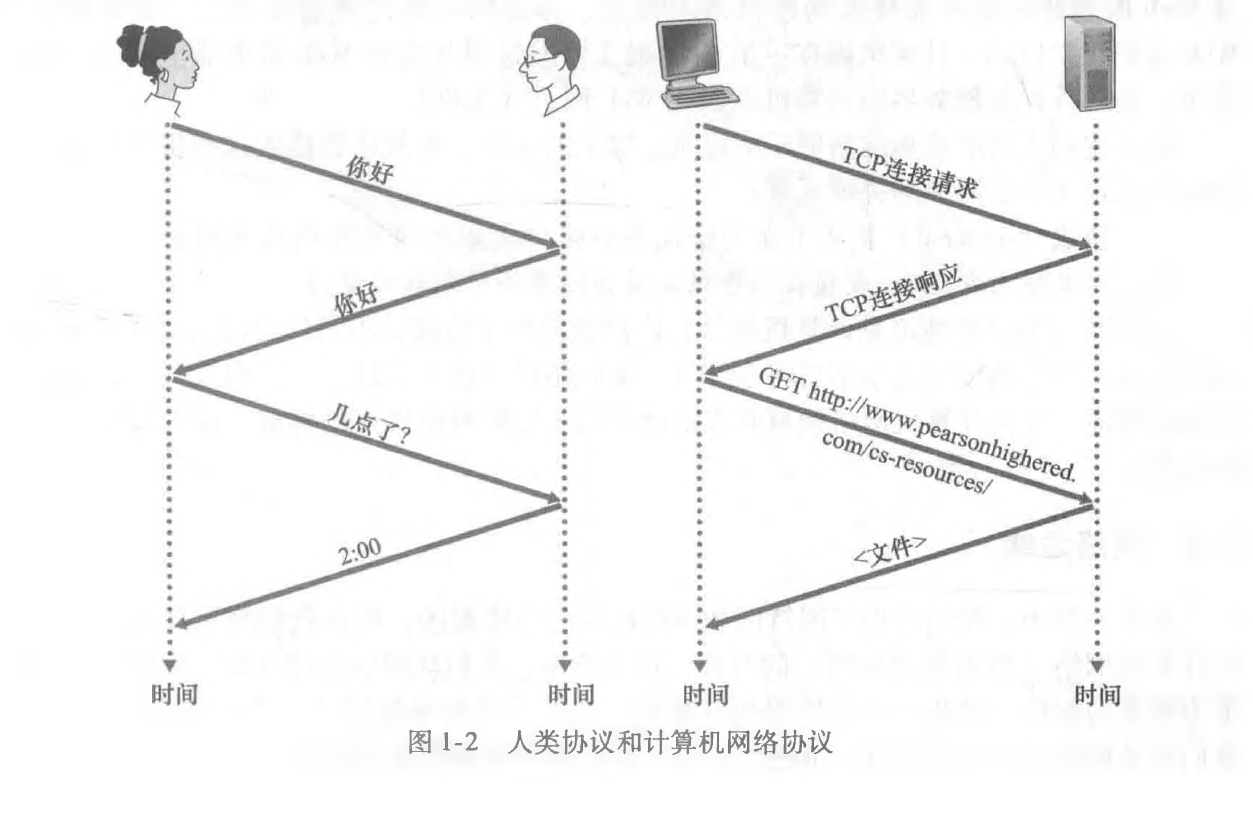 你好
你好
几点了?
2:00
时间
时间
TCP连接请求
TCP连接响应
GET http://www.pearsonhighered.
com/cs-resources/
<文件>
时间
时间
图 1-2 人类协议和计算机网络协议